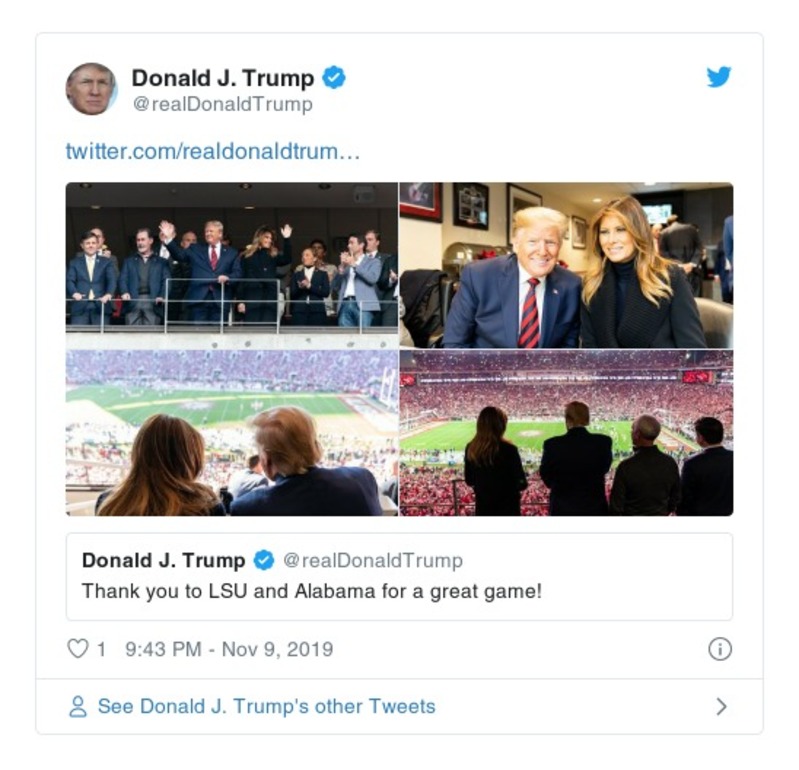 Donald J. Trump
@realDonaldTrump
twitter.com/realdonaldtrum…
Donald J. Trump @realDonaldTrump
Thank you to LSU and Alabama for a great game!
1 9:43 PM - Nov 9, 2019
See Donald J. Trump's other Tweets